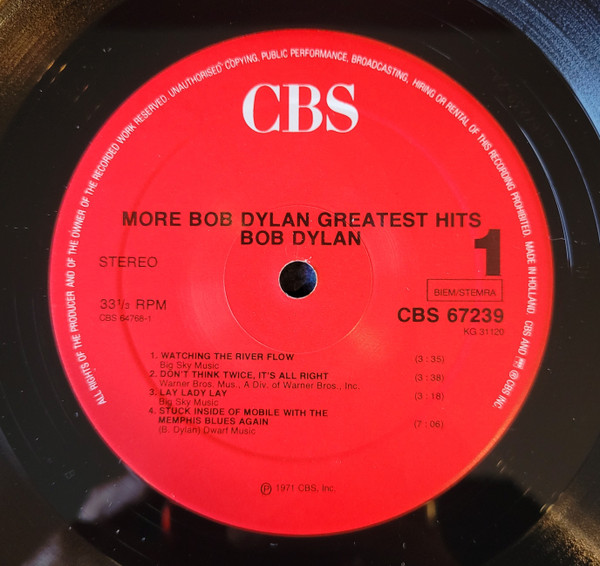 ALL RIGHTS OF THE PRODUCER AND OF THE OWNER OF THE RECORDED WORK RESERVED. UNAUTHORISED COPYING, PUBLIC PERFORMANCE, BROADCASTING, HIRING OR RENTAL OF THIS RECORDING PROHIBITED. MADE IN HOLLAND. CBS AND ℗ CBS INC.
CBS
MORE BOB DYLAN GREATEST HITS
BOB DYLAN
STEREO
1
BIEM/STEMRA
33⅓ RPM
CBS 67239
CBS 64768-1
KG 31120
1. WATCHING THE RIVER FLOW
Big Sky Music (3:35)
2. DON'T THINK TWICE, IT'S ALL RIGHT
Warner Bros. Mus., A Div. of Warner Bros., Inc. (3:38)
3. LAY LADY LAY
Big Sky Music (3:18)
4. STUCK INSIDE OF MOBILE WITH THE
MEMPHIS BLUES AGAIN
(B. Dylan) Dwarf Music (7:06)
℗ 1971 CBS, Inc.